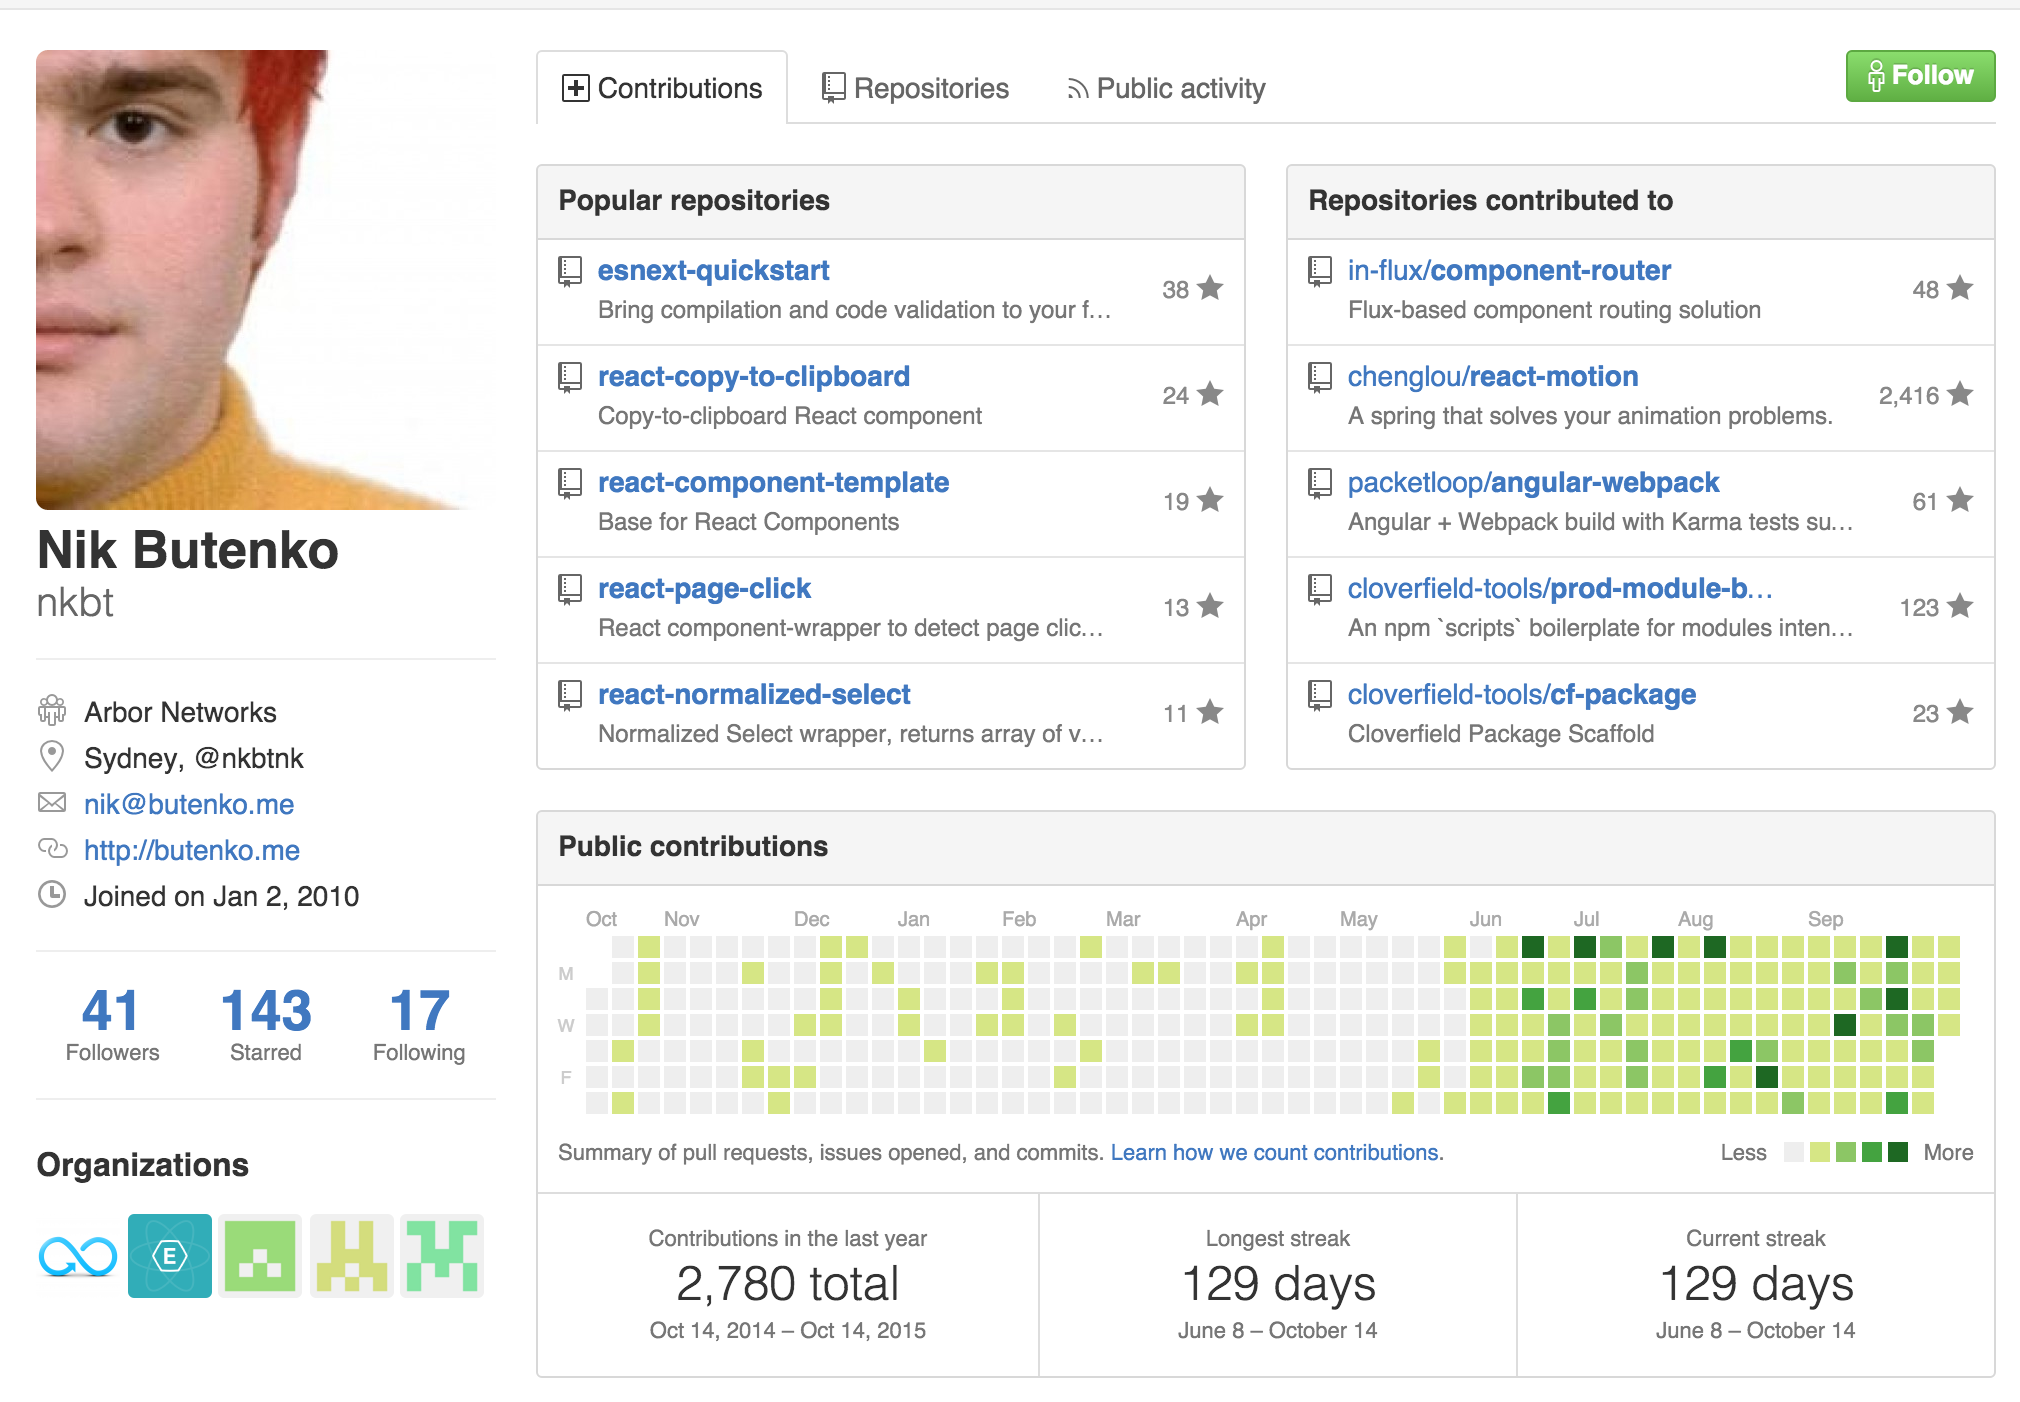 Contributions
Repositories
Public activity
Follow
Nik Butenko
nkbt
Arbor Networks
Sydney, @nkbtnk
nik@butenko.me
http://butenko.me
Joined on Jan 2, 2010
41
Followers
143
Starred
17
Following
Organizations
E
Popular repositories
esnext-quickstart
Bring compilation and code validation to your f…
38
react-copy-to-clipboard
Copy-to-clipboard React component
24
react-component-template
Base for React Components
19
react-page-click
React component-wrapper to detect page clic…
13
react-normalized-select
Normalized Select wrapper, returns array of v…
11
Repositories contributed to
in-flux/component-router
Flux-based component routing solution
48
chenglou/react-motion
A spring that solves your animation problems.
2,416
packetloop/angular-webpack
Angular + Webpack build with Karma tests su…
61
cloverfield-tools/prod-module-b…
An npm `scripts` boilerplate for modules inten…
123
cloverfield-tools/cf-package
Cloverfield Package Scaffold
23
Public contributions
Oct Nov Dec Jan Feb Mar Apr May Jun Jul Aug Sep
M
W
F
Summary of pull requests, issues opened, and commits. Learn how we count contributions.
Less More
Contributions in the last year
2,780 total
Oct 14, 2014 – Oct 14, 2015
Longest streak
129 days
June 8 – October 14
Current streak
129 days
June 8 – October 14